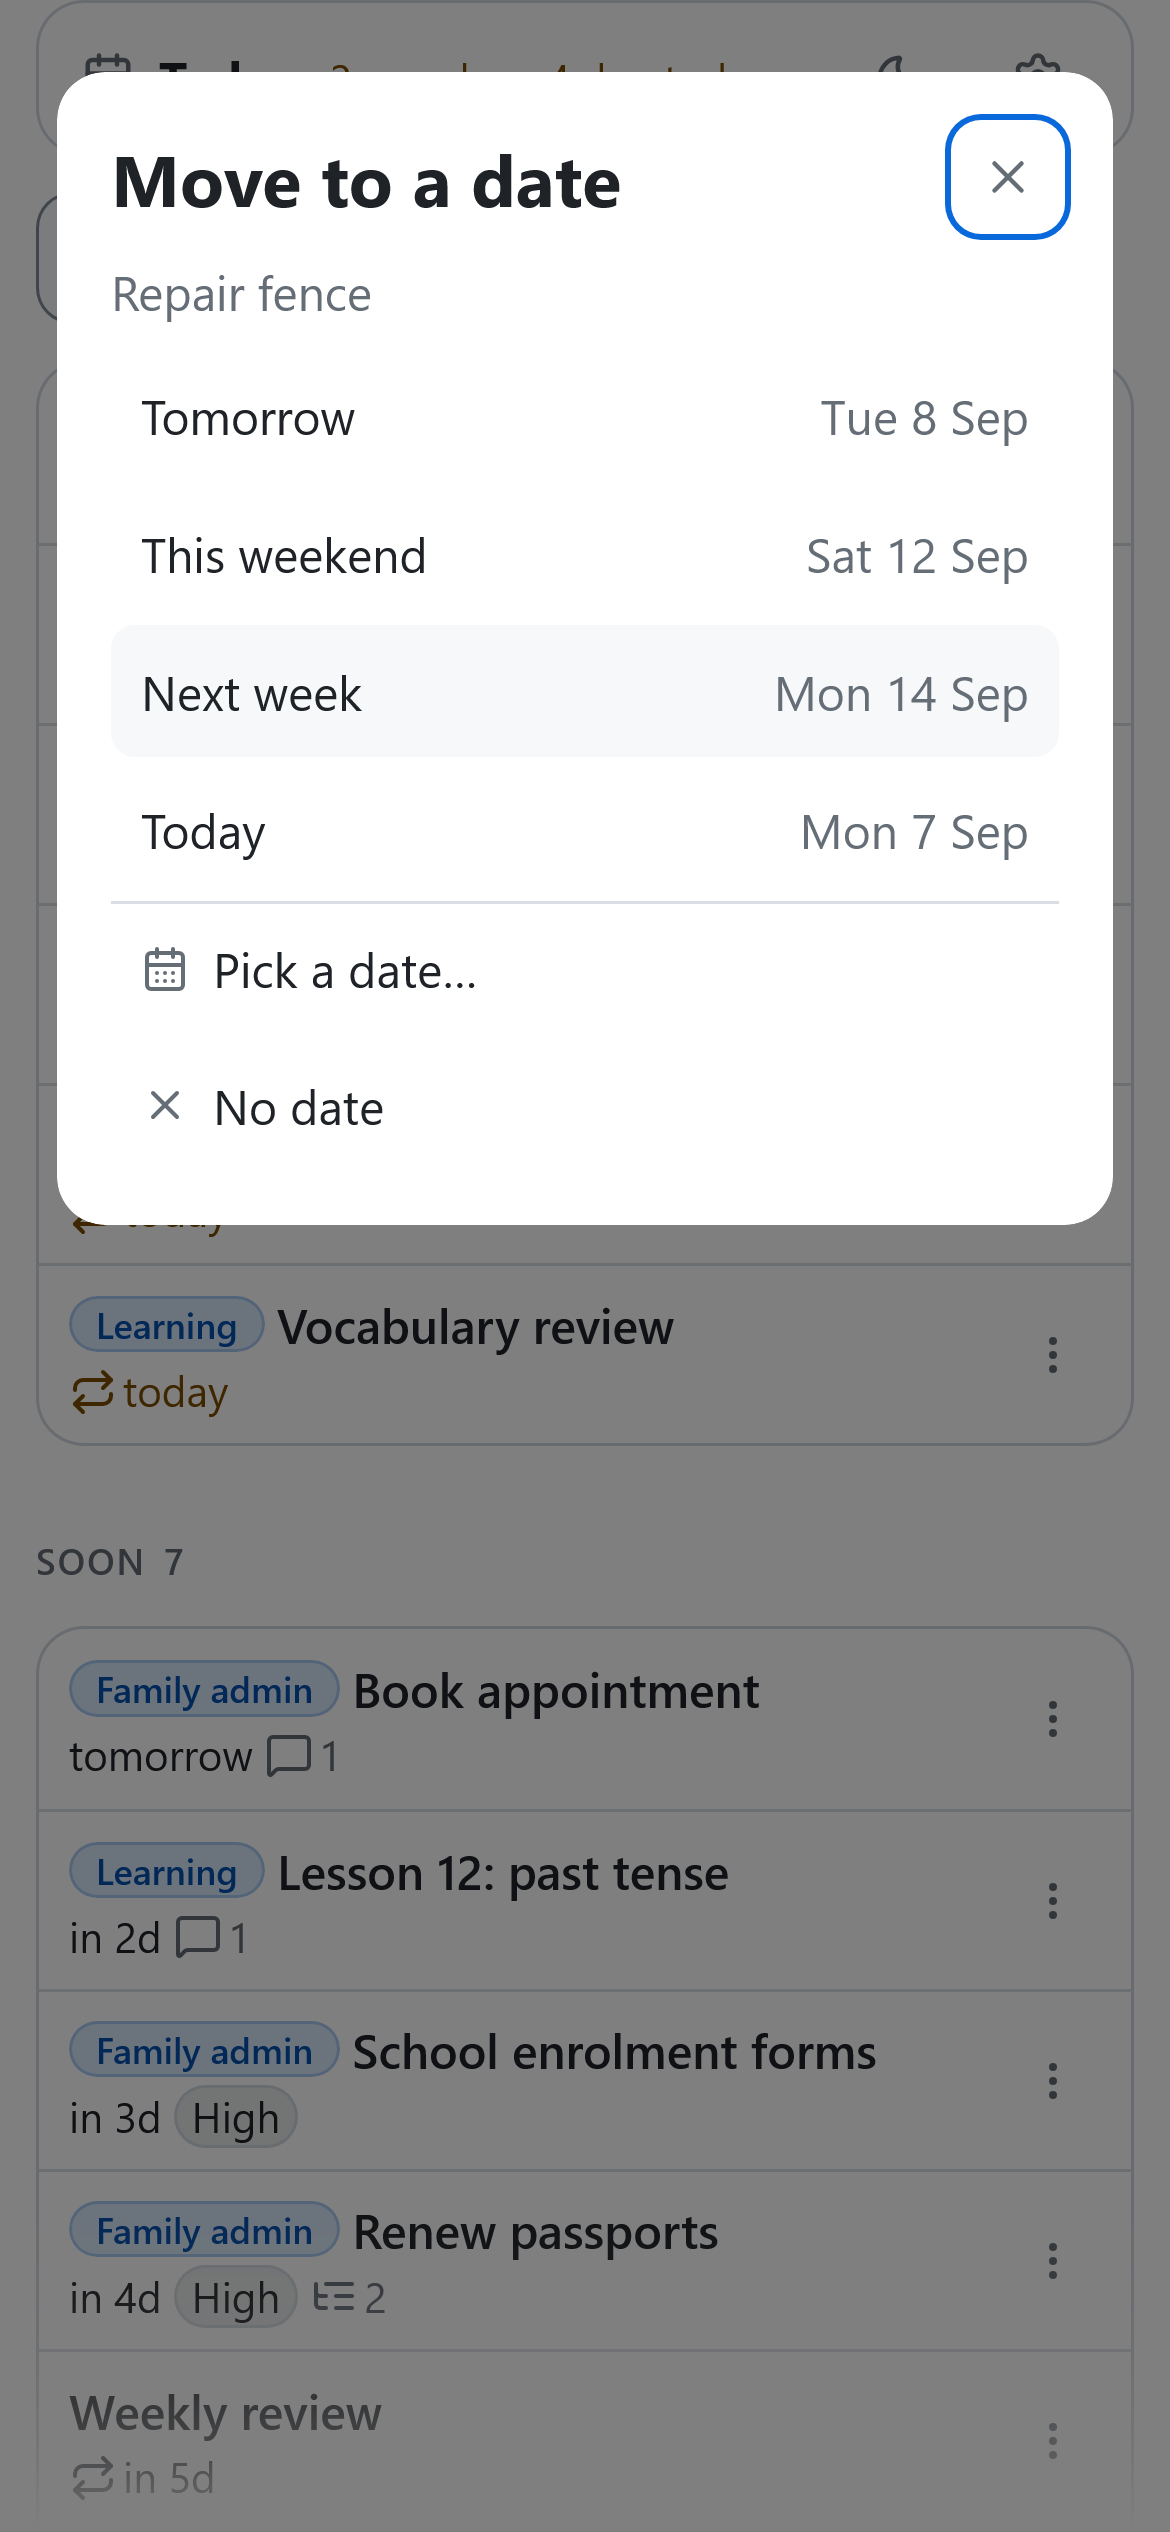 Move to a date
Repair fence
Tomorrow Tue 8 Sep
This weekend Sat 12 Sep
Next week Mon 14 Sep
Today Mon 7 Sep
Pick a date...
No date
today
Learning Vocabulary review
today
SOON 7
Family admin Book appointment
tomorrow 1
Learning Lesson 12: past tense
in 2d 1
Family admin School enrolment forms
in 3d High
Family admin Renew passports
in 4d High 2
Weekly review
in 5d